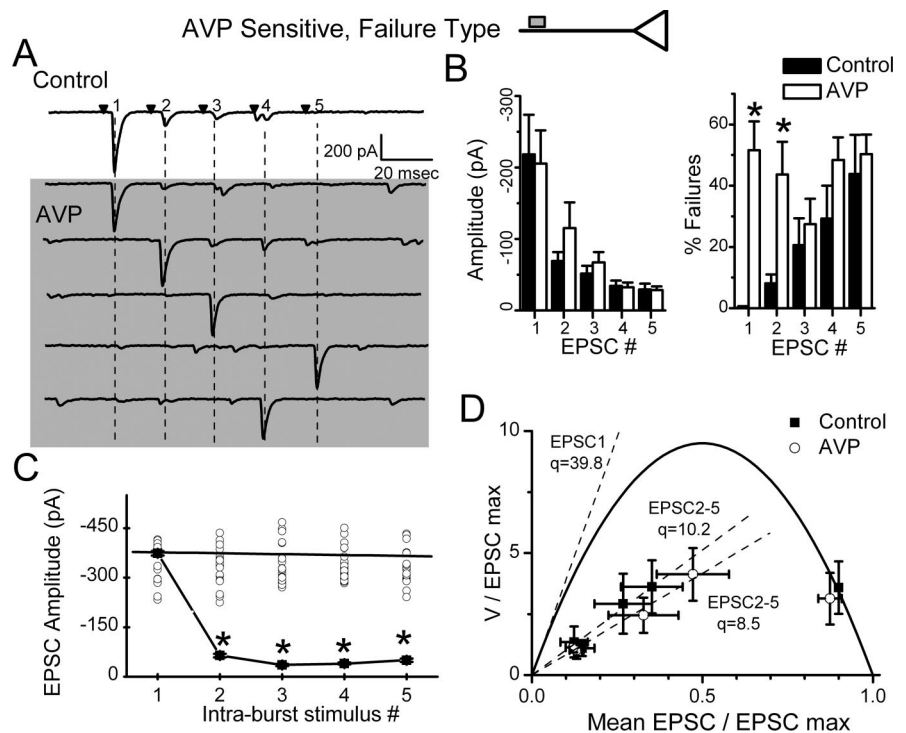 AVP Sensitive, Failure Type
A
Control
1 2 3 4 5
200 pA
20 msec
AVP
B
Control
AVP
Amplitude (pA)
-300
-200
-100
0
1 2 3 4 5
EPSC #
% Failures
60
40
20
0
* *
1 2 3 4 5
EPSC #
C
EPSC Amplitude (pA)
-450
-300
-150
0
* * * *
1 2 3 4 5
Intra-burst stimulus #
D
Control
AVP
V / EPSC max
10
5
0
EPSC1
q=39.8
EPSC2-5
q=10.2
EPSC2-5
q=8.5
0.0 0.5 1.0
Mean EPSC / EPSC max